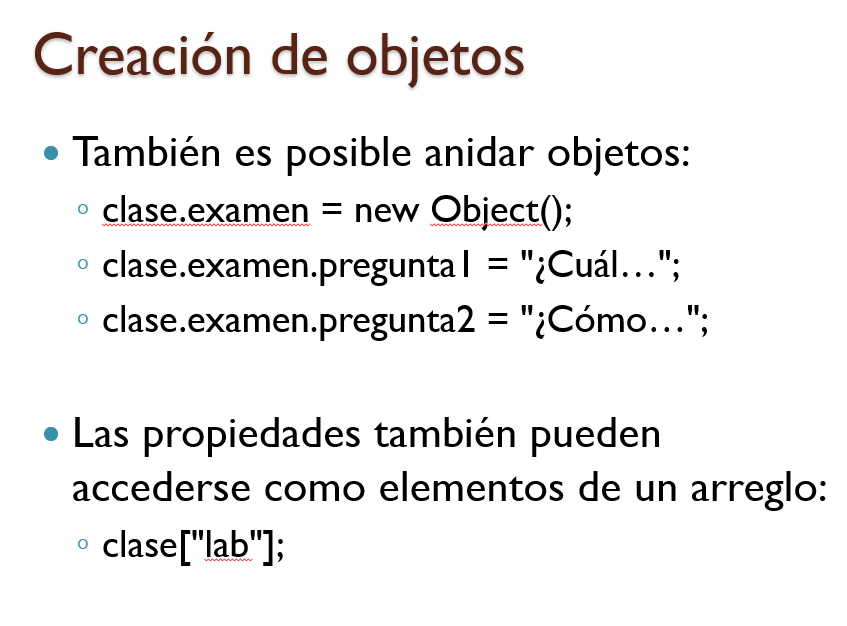 Creación de objetos
• También es posible anidar objetos:
◦ clase.examen = new Object();
◦ clase.examen.pregunta1 = "¿Cuál…";
◦ clase.examen.pregunta2 = "¿Cómo…";
• Las propiedades también pueden
accederse como elementos de un arreglo:
◦ clase["lab"];